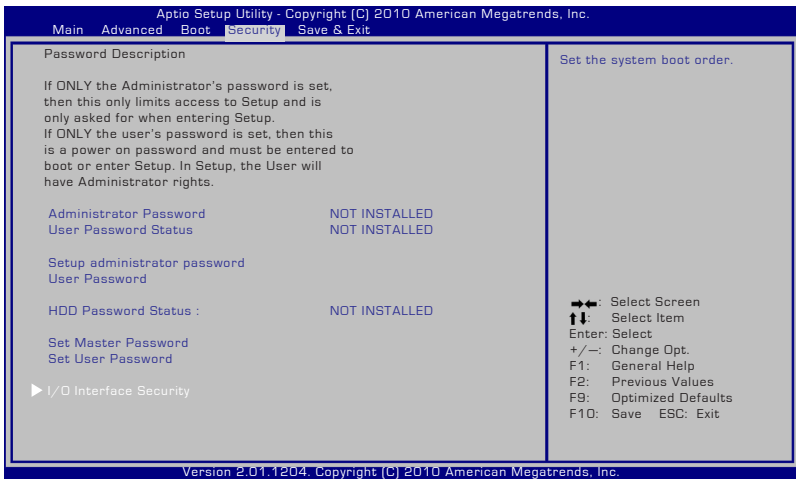 Aptio Setup Utility - Copyright (C) 2010 American Megatrends, Inc.
Main Advanced Boot Security Save & Exit
Password Description
If ONLY the Administrator's password is set,
then this only limits access to Setup and is
only asked for when entering Setup.
If ONLY the user's password is set, then this
is a power on password and must be entered to
boot or enter Setup. In Setup, the User will
have Administrator rights.
Administrator Password NOT INSTALLED
User Password Status NOT INSTALLED
Setup administrator password
User Password
HDD Password Status : NOT INSTALLED
Set Master Password
Set User Password
I/O Interface Security
Set the system boot order.
→←: Select Screen
↑↓: Select Item
Enter: Select
+/—: Change Opt.
F1: General Help
F2: Previous Values
F9: Optimized Defaults
F10: Save ESC: Exit
Version 2.01.1204. Copyright (C) 2010 American Megatrends, Inc.